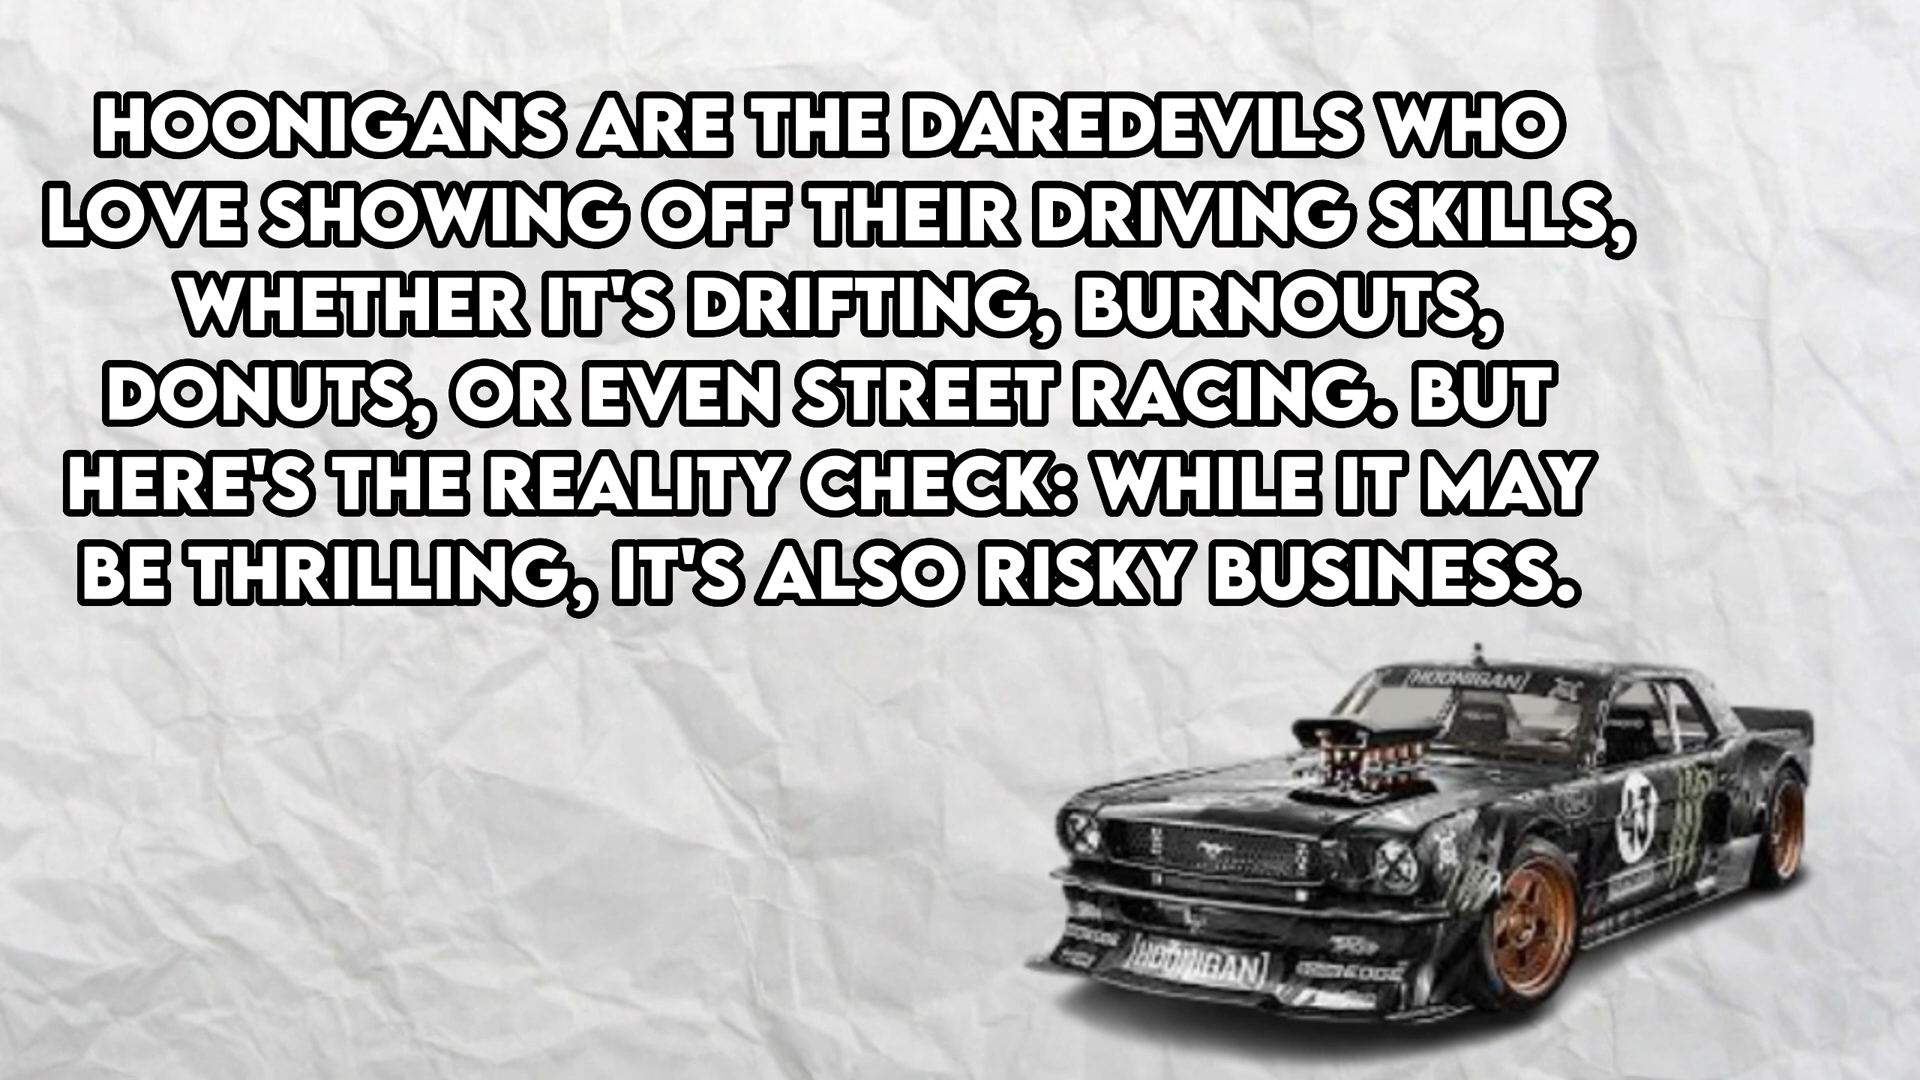 HOONIGANS ARE THE DAREDEVILS WHO
LOVE SHOWING OFF THEIR DRIVING SKILLS,
WHETHER IT'S DRIFTING, BURNOUTS,
DONUTS, OR EVEN STREET RACING. BUT
HERE'S THE REALITY CHECK: WHILE IT MAY
BE THRILLING, IT'S ALSO RISKY BUSINESS.
[HOONIGAN]
43
[HOONIGAN]